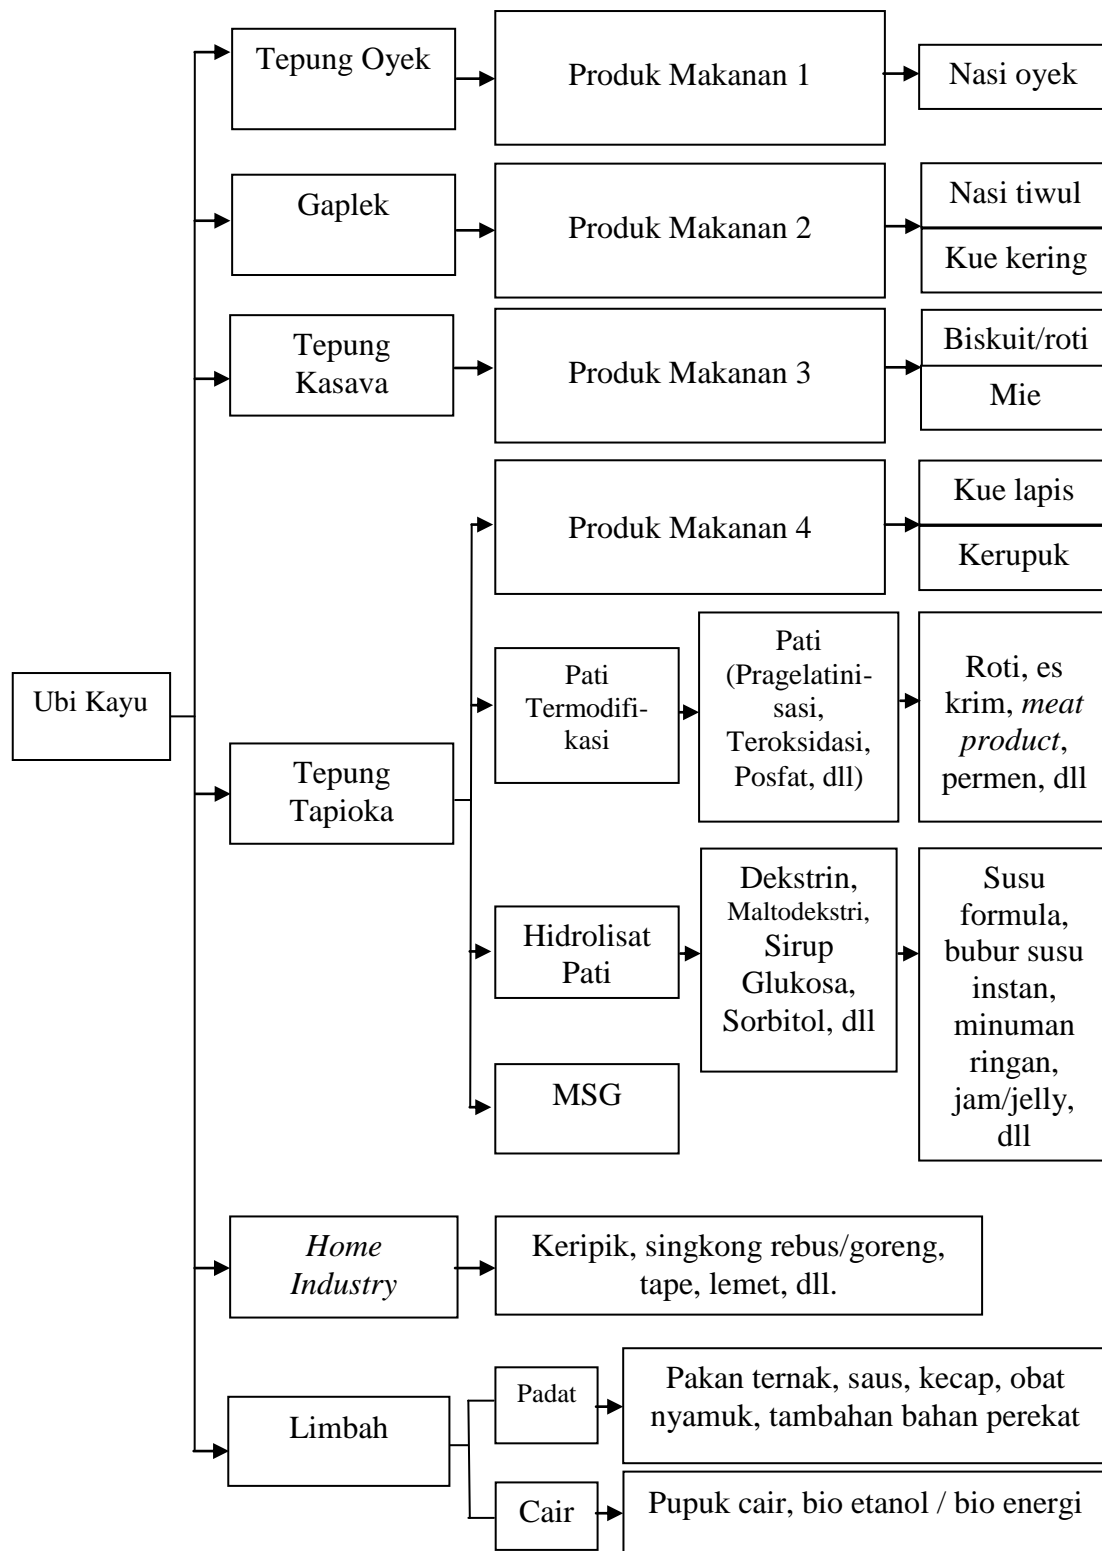 Tepung Oyek
Produk Makanan 1
Nasi oyek
Gaplek
Produk Makanan 2
Nasi tiwul
Kue kering
Tepung
Kasava
Produk Makanan 3
Biskuit/roti
Mie
Produk Makanan 4
Kue lapis
Kerupuk
Ubi Kayu
Tepung
Tapioka
Pati
Termodifi-
kasi
Pati
(Pragelatini-
sasi,
Teroksidasi,
Posfat, dll)
Roti, es
krim, meat
product,
permen, dll
Hidrolisat
Pati
Dekstrin,
Maltodekstri,
Sirup
Glukosa,
Sorbitol, dll
Susu
formula,
bubur susu
instan,
minuman
ringan,
jam/jelly,
dll
MSG
Home
Industry
Keripik, singkong rebus/goreng,
tape, lemet, dll.
Limbah
Padat
Pakan ternak, saus, kecap, obat
nyamuk, tambahan bahan perekat
Cair
Pupuk cair, bio etanol / bio energi